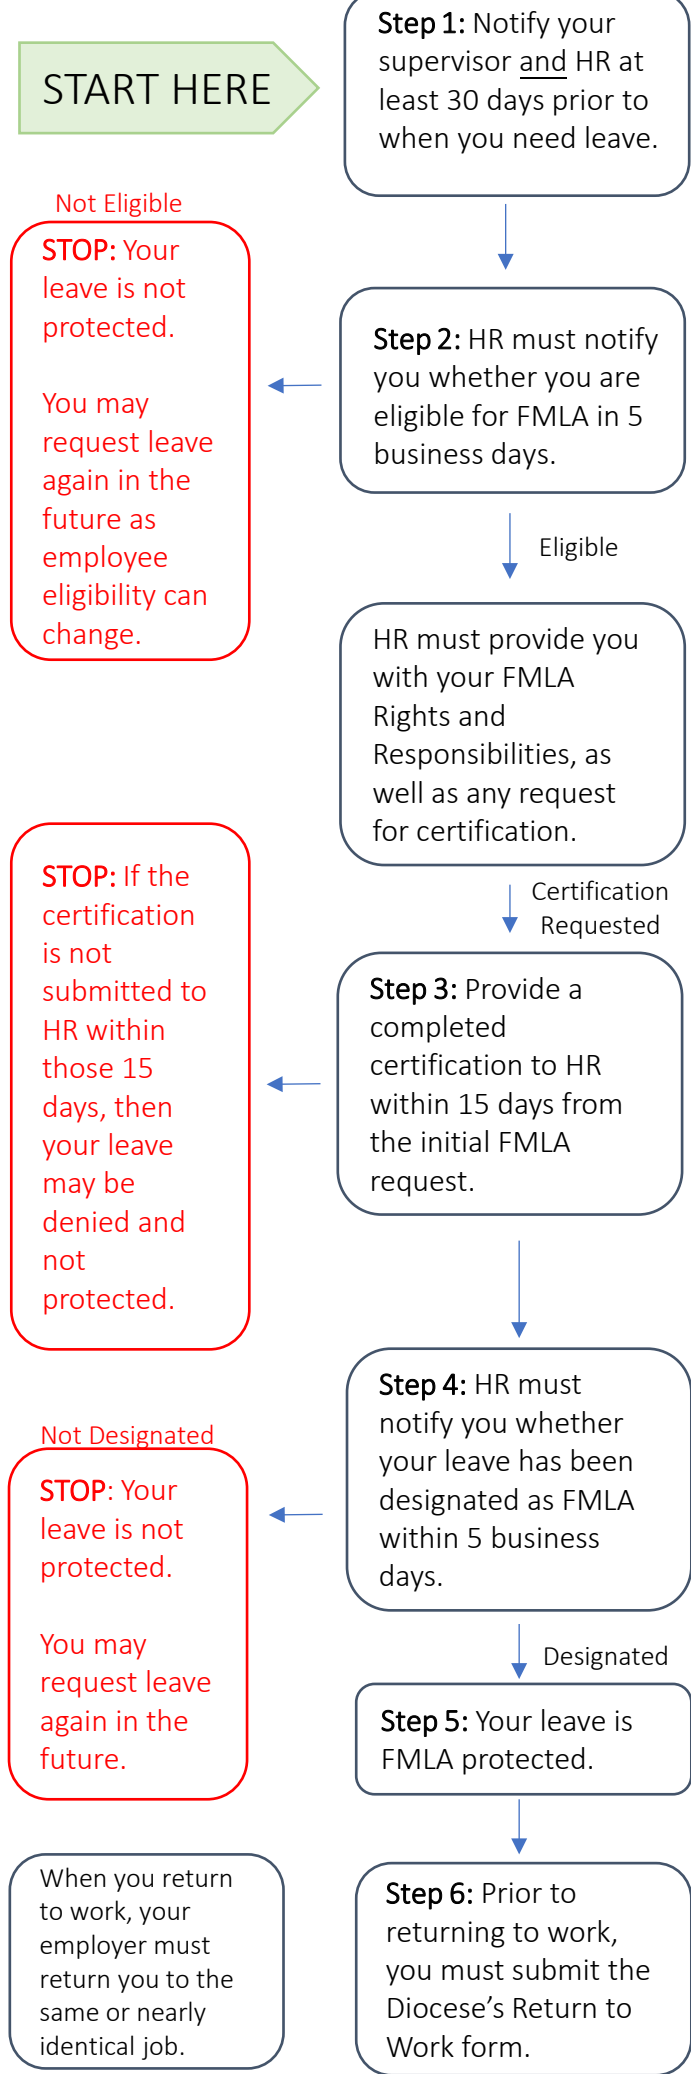 START HERE
Step 1: Notify your
supervisor and HR at
least 30 days prior to
when you need leave.
Not Eligible
STOP: Your
leave is not
protected.
You may
request leave
again in the
future as
employee
eligibility can
change.
Step 2: HR must notify
you whether you are
eligible for FMLA in 5
business days.
Eligible
HR must provide you
with your FMLA
Rights and
Responsibilities, as
well as any request
for certification.
Certification
Requested
STOP: If the
certification
is not
submitted to
HR within
those 15
days, then
your leave
may be
denied and
not
protected.
Step 3: Provide a
completed
certification to HR
within 15 days from
the initial FMLA
request.
Step 4: HR must
notify you whether
your leave has been
designated as FMLA
within 5 business
days.
Not Designated
STOP: Your
leave is not
protected.
You may
request leave
again in the
future.
Designated
Step 5: Your leave is
FMLA protected.
When you return
to work, your
employer must
return you to the
same or nearly
identical job.
Step 6: Prior to
returning to work,
you must submit the
Diocese's Return to
Work form.